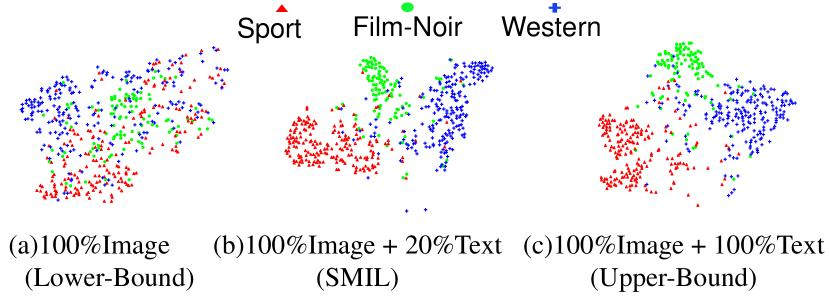 Sport Film-Noir Western
(a)100%Image (b)100%Image + 20%Text (c)100%Image + 100%Text
(Lower-Bound) (SMIL) (Upper-Bound)